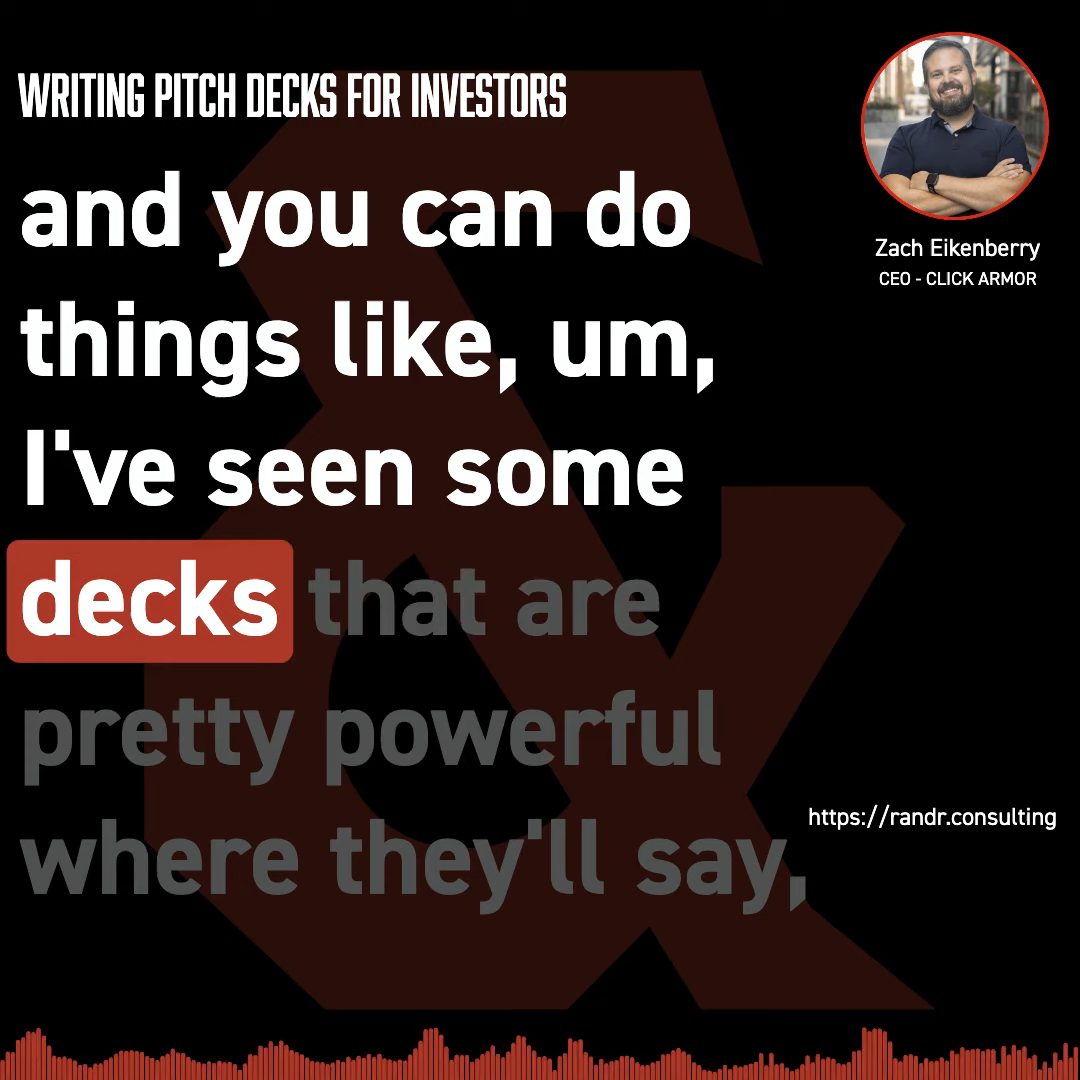 WRITING PITCH DECKS FOR INVESTORS
and you can do
things like, um,
I've seen some
decks that are
pretty powerful
where they'll say,
Zach Eikenberry
CEO - CLICK ARMOR
https://randr.consulting